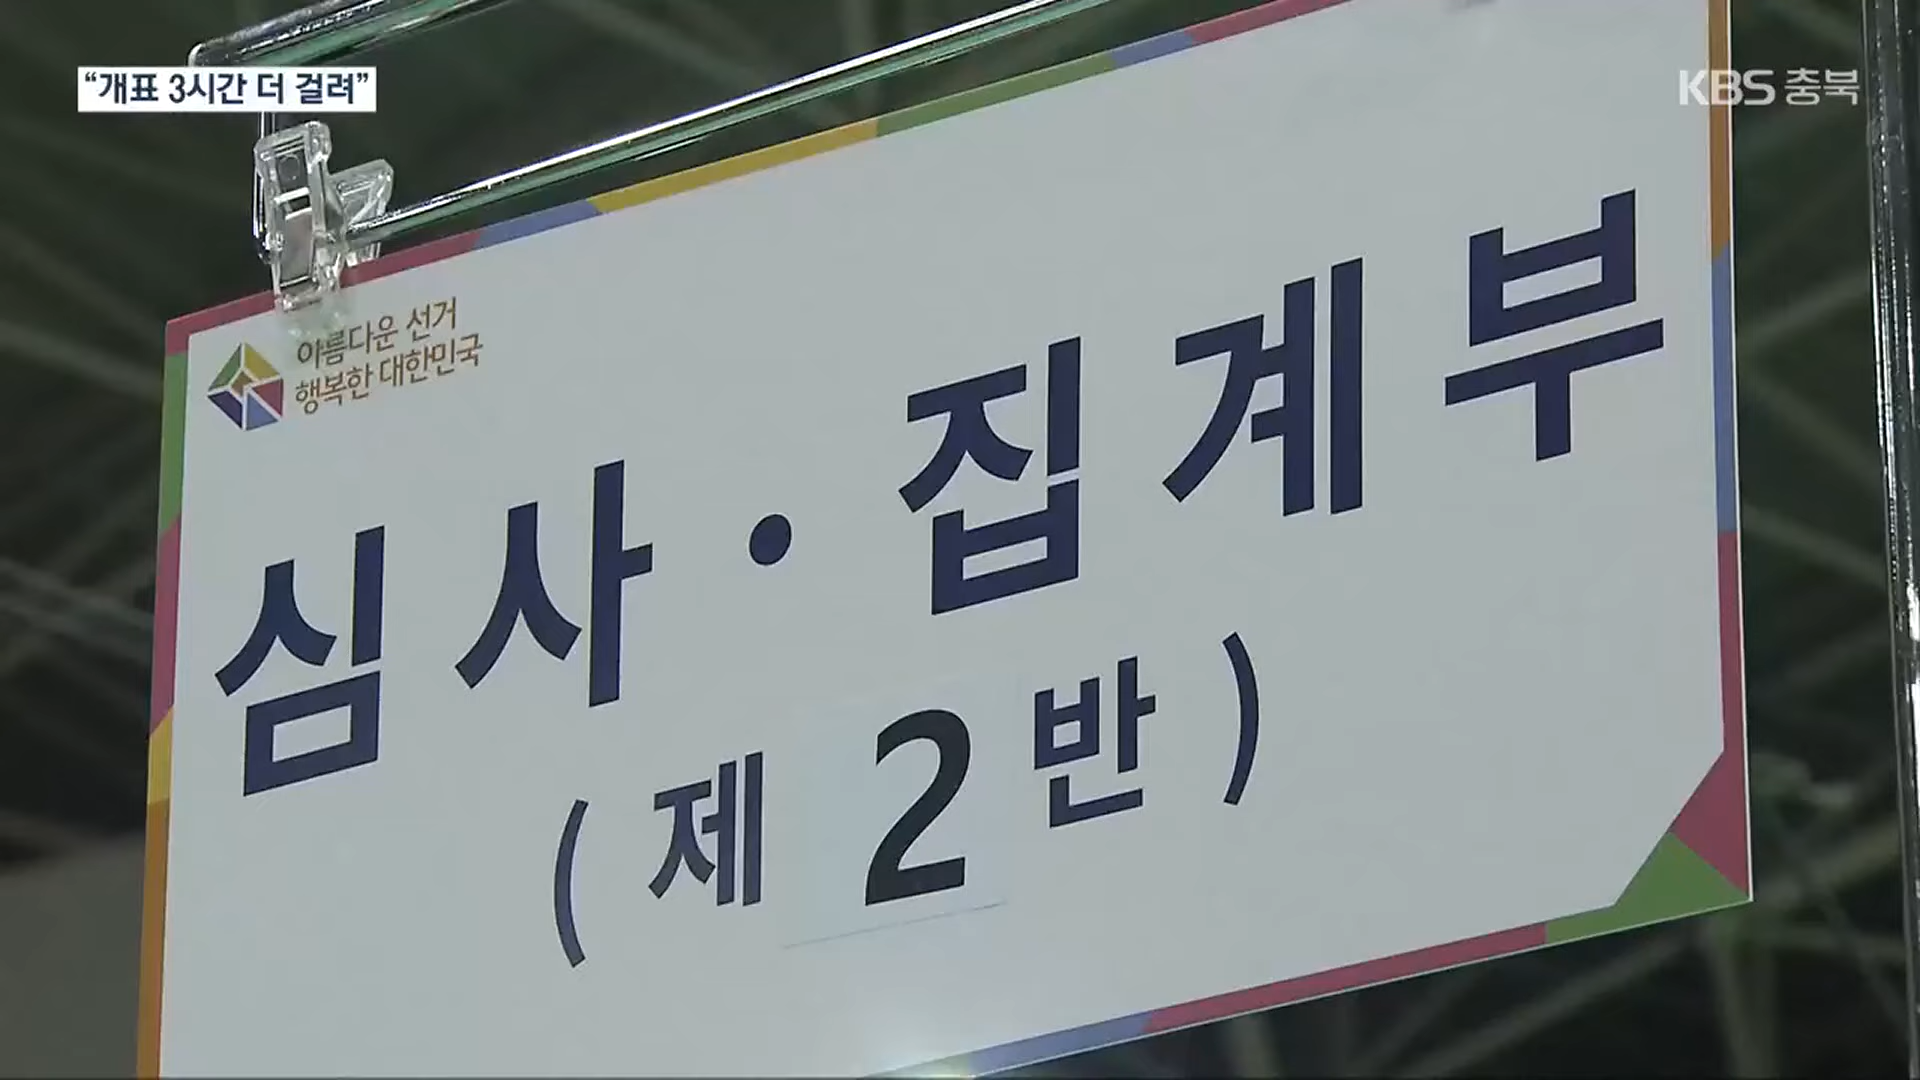 “개표 3시간 더 걸려”
KBS 충북
아름다운 선거
행복한 대한민국
심사·집계부
(제2반)